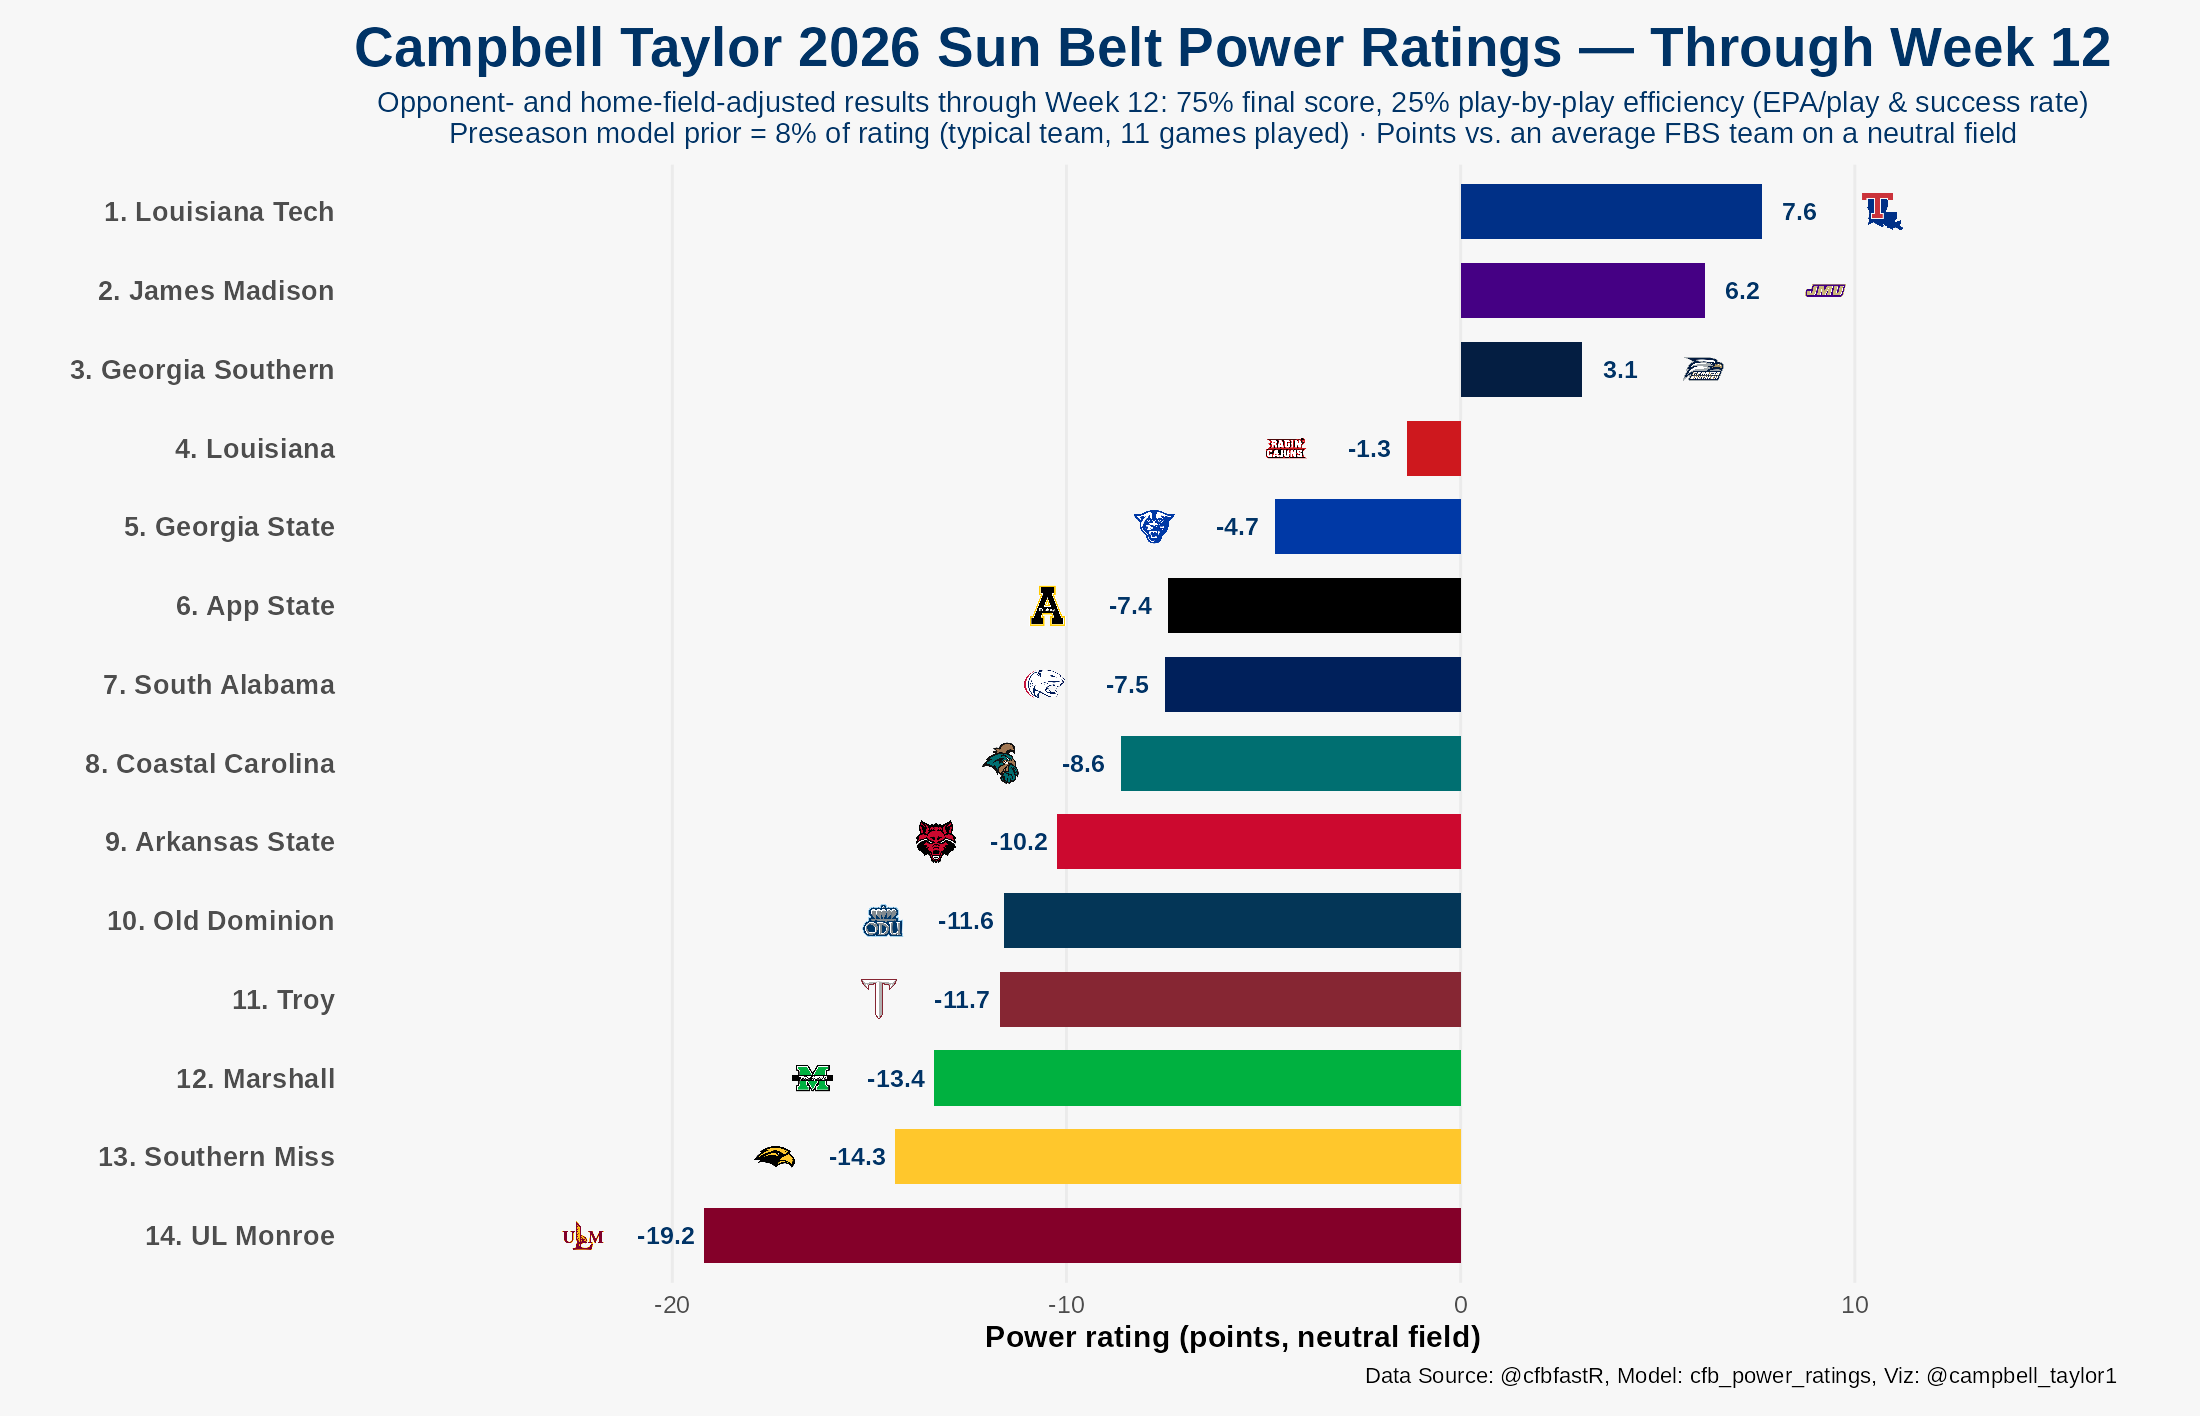 Campbell Taylor 2026 Sun Belt Power Ratings — Through Week 12
Opponent- and home-field-adjusted results through Week 12: 75% final score, 25% play-by-play efficiency (EPA/play & success rate)
Preseason model prior = 8% of rating (typical team, 11 games played) · Points vs. an average FBS team on a neutral field
1. Louisiana Tech 7.6 T
2. James Madison 6.2 JMU
3. Georgia Southern 3.1
4. Louisiana RAGIN' CAJUNS -1.3
5. Georgia State -4.7
6. App State A -7.4
7. South Alabama -7.5
8. Coastal Carolina -8.6
9. Arkansas State -10.2
10. Old Dominion ODU -11.6
11. Troy T -11.7
12. Marshall M -13.4
13. Southern Miss -14.3
14. UL Monroe ULM -19.2
-20 -10 0 10
Power rating (points, neutral field)
Data Source: @cfbfastR, Model: cfb_power_ratings, Viz: @campbell_taylor1